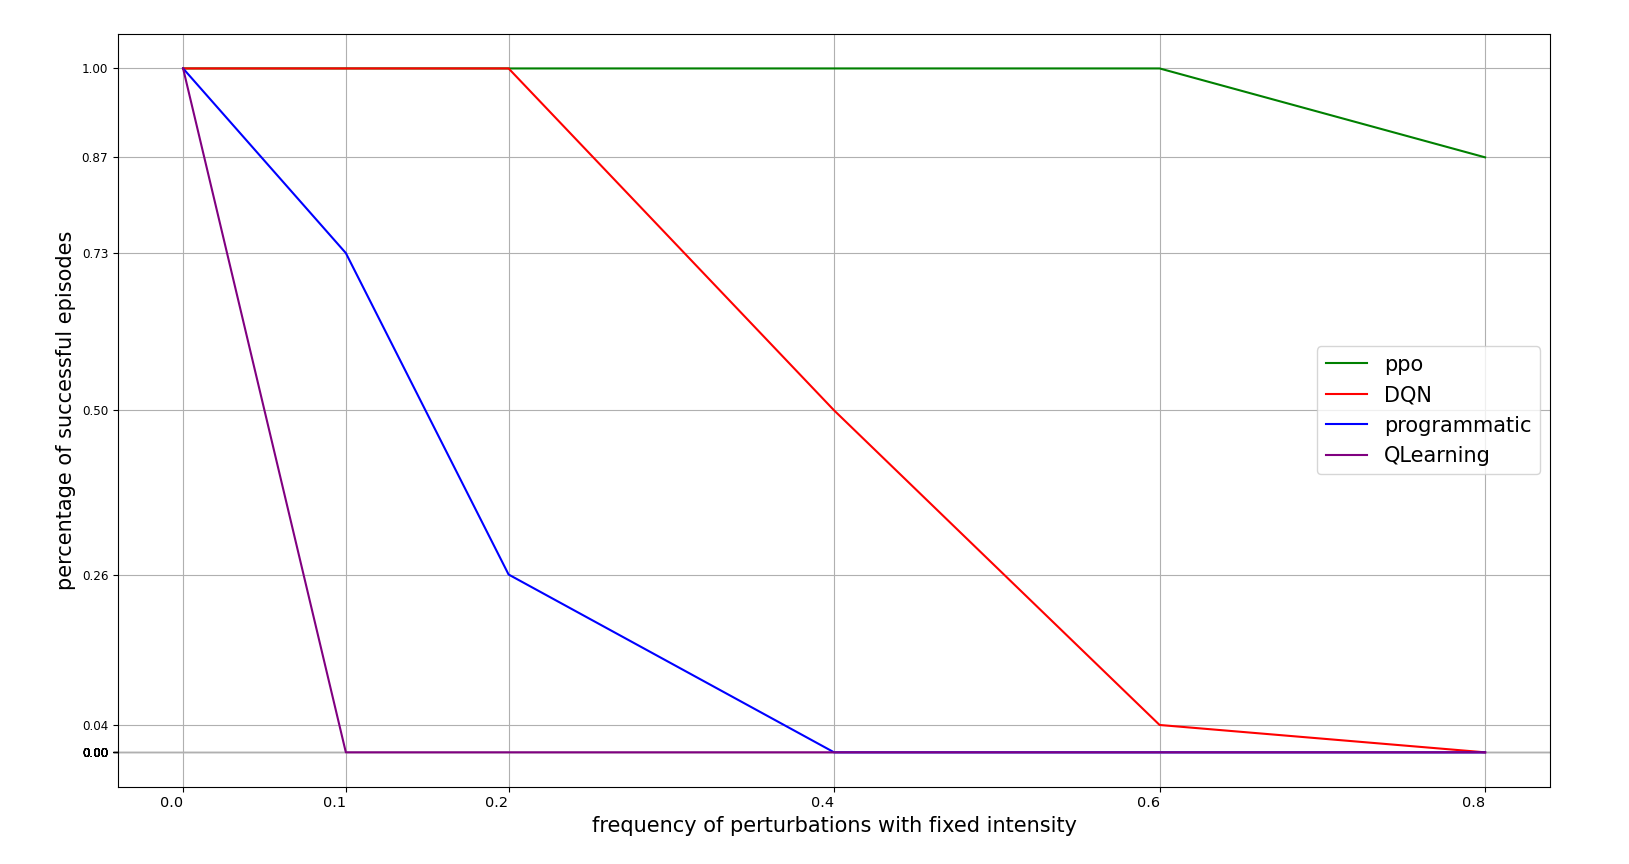 1.00
0.87
0.73
0.50
0.26
0.04
0.00
percentage of successful episodes
ppo
DQN
programmatic
QLearning
0.0 0.1 0.2 0.4 0.6 0.8
frequency of perturbations with fixed intensity